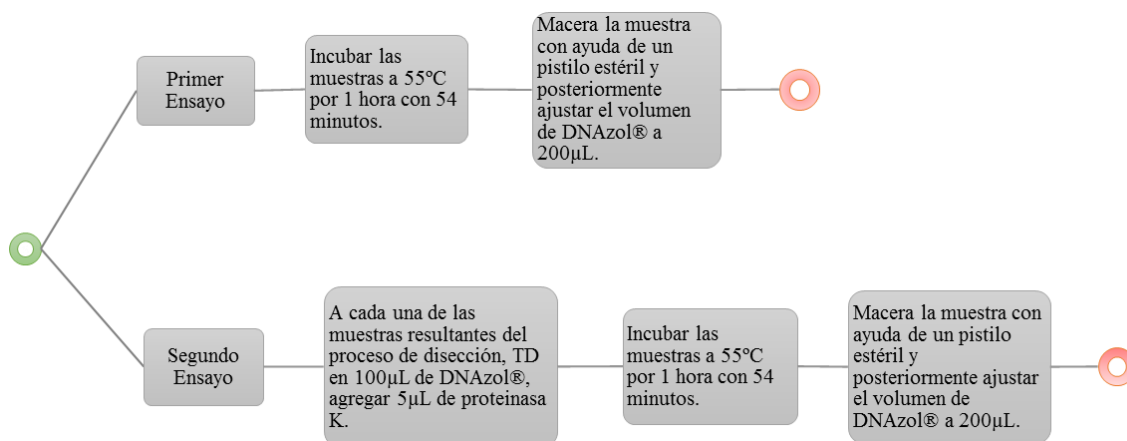 Primer
Ensayo
Incubar las
muestras a 55ºC
por 1 hora con 54
minutos.
Macera la muestra
con ayuda de un
pistilo estéril y
posteriormente
ajustar el volumen
de DNAzol® a
200µL.
Segundo
Ensayo
A cada una de las
muestras resultantes del
proceso de disección, TD
en 100µL de DNAzol®,
agregar 5µL de proteinasa
K.
Incubar las
muestras a 55ºC
por 1 hora con 54
minutos.
Macera la muestra con
ayuda de un pistilo
estéril y
posteriormente ajustar
el volumen de
DNAzol® a 200µL.